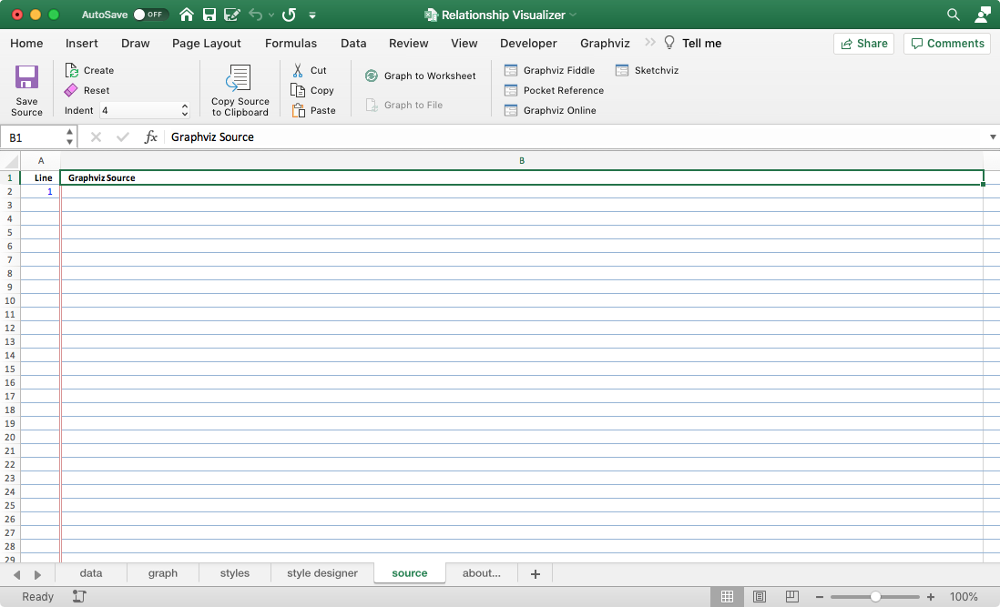 AutoSave OFF Relationship Visualizer
Home Insert Draw Page Layout Formulas Data Review View Developer Graphviz Tell me Share Comments
Save Source
Create
Reset
Indent 4
Copy Source
to Clipboard
Cut
Copy
Paste
Graph to Worksheet
Graph to File
Graphviz Fiddle
Pocket Reference
Graphviz Online
Sketchviz
B1 fx Graphviz Source
A B
1 Line Graphviz Source
2 1
3
4
5
6
7
8
9
10
11
12
13
14
15
16
17
18
19
20
21
22
23
24
25
26
27
28
29
data graph styles style designer source about... +
Ready 100%